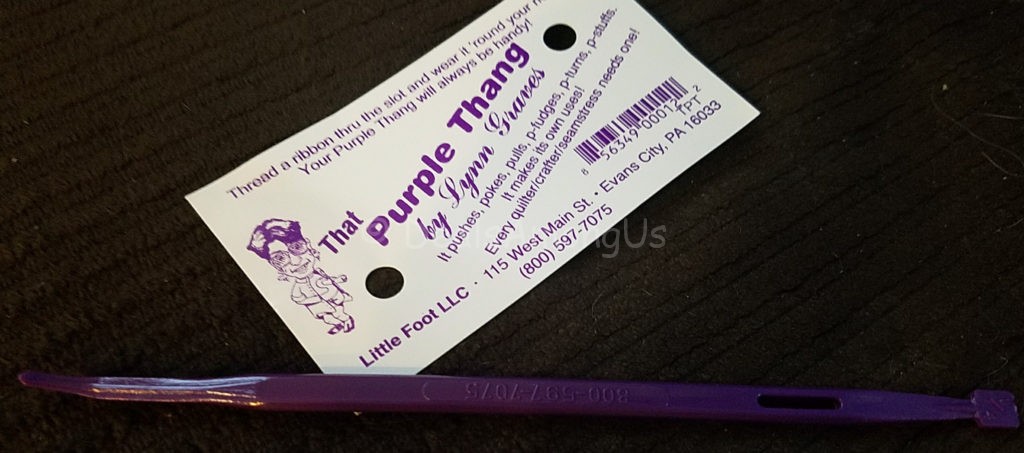 Thread a ribbon thru the slot and wear it 'round your
Your Purple Thang will always be handy!
That
Purple Thang
by Lynn Graves
It pushes, pokes, pulls, p-fudges, p-turns, p-stuffs.
It makes its own uses!
Every quilter/crafter/seamstress needs one!
TPT
Little Foot LLC · 115 West Main St. • Evans City, PA 16033
(800) 597-7075
800-597-7075